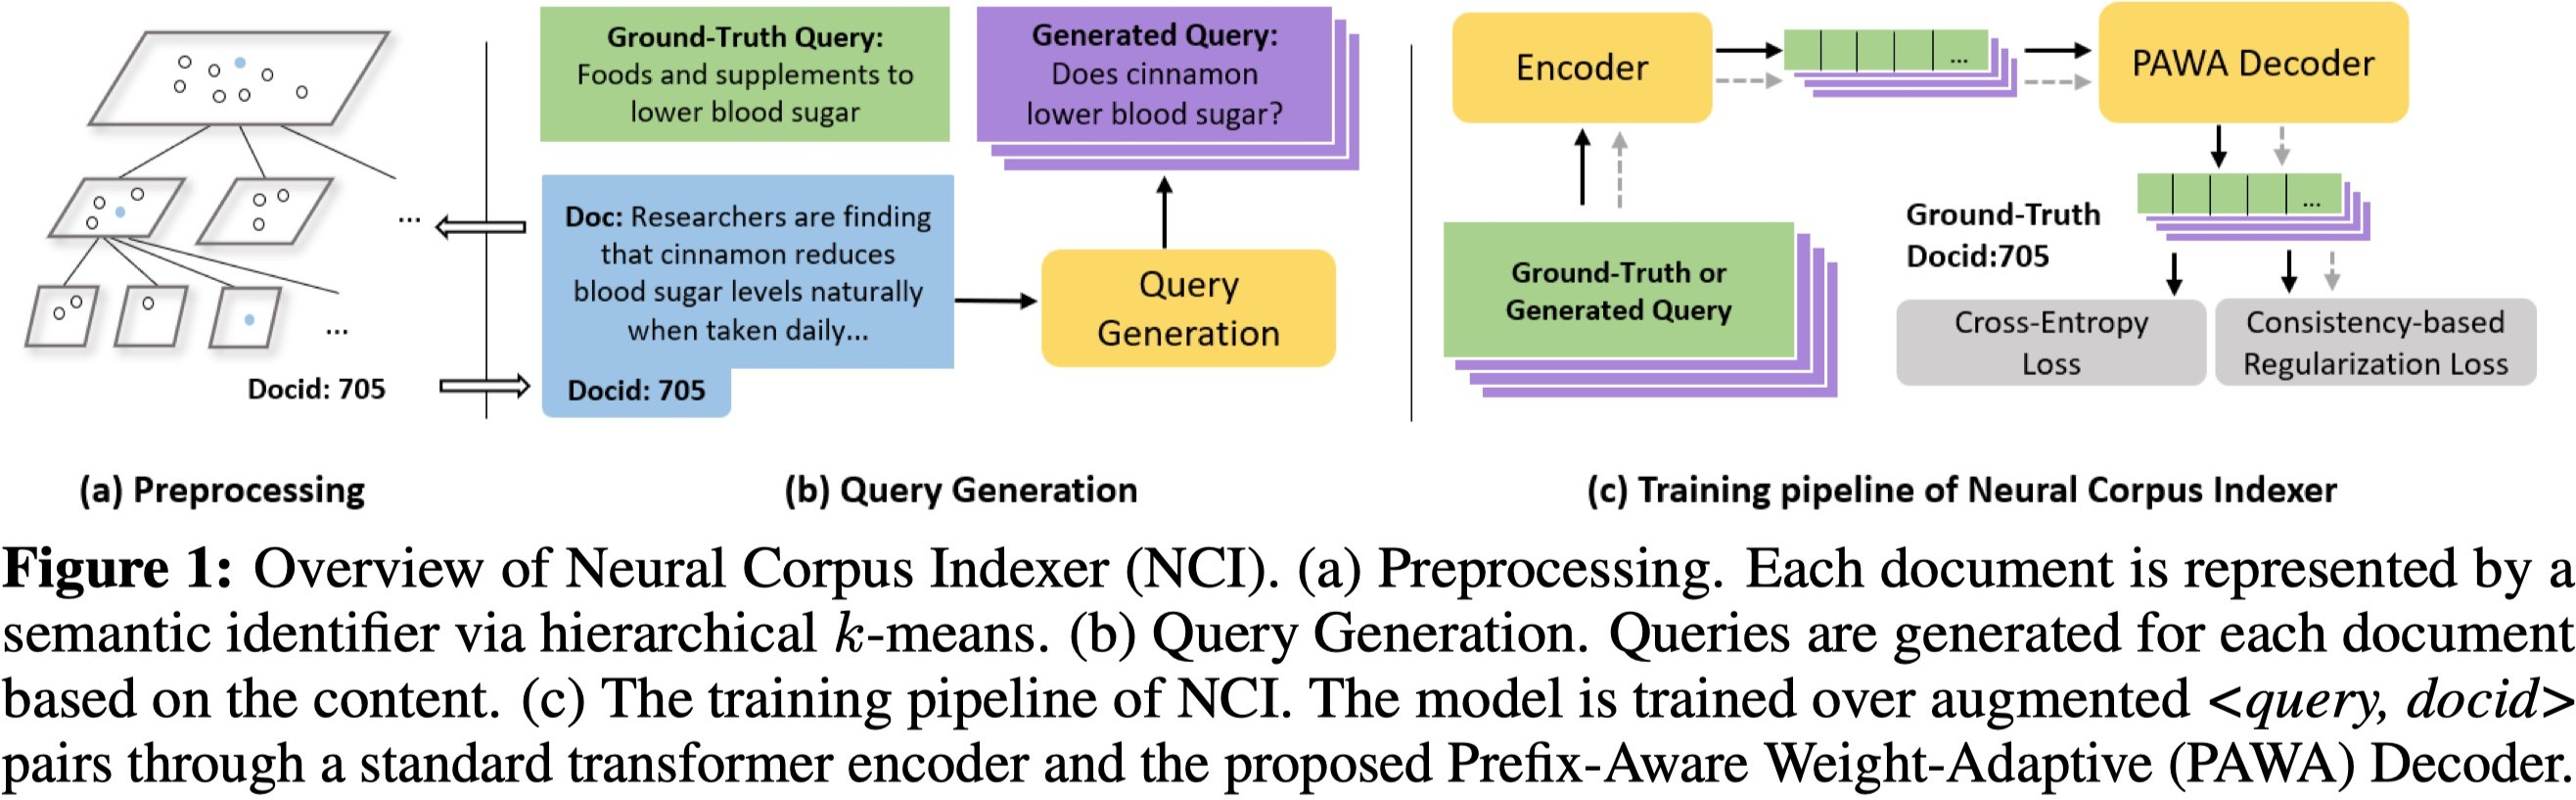 ...
...
Docid: 705
(a) Preprocessing
Ground-Truth Query:
Foods and supplements to
lower blood sugar
Generated Query:
Does cinnamon
lower blood sugar?
Doc: Researchers are finding
that cinnamon reduces
blood sugar levels naturally
when taken daily...
Docid: 705
Query
Generation
(b) Query Generation
Encoder
...
PAWA Decoder
Ground-Truth or
Generated Query
...
Ground-Truth
Docid:705
Cross-Entropy
Loss
Consistency-based
Regularization Loss
(c) Training pipeline of Neural Corpus Indexer
Figure 1: Overview of Neural Corpus Indexer (NCI). (a) Preprocessing. Each document is represented by a
semantic identifier via hierarchical k-means. (b) Query Generation. Queries are generated for each document
based on the content. (c) The training pipeline of NCI. The model is trained over augmented <query, docid>
pairs through a standard transformer encoder and the proposed Prefix-Aware Weight-Adaptive (PAWA) Decoder.